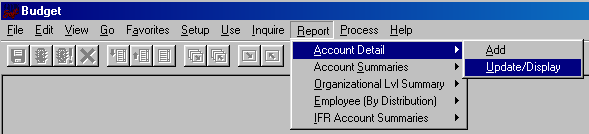 Budget
File Edit View Go Favorites Setup Use Inquire Report Process Help
Account Detail
Add
Account Summaries
Update/Display
Organizational Lvl Summary
Employee (By Distribution)
IFR Account Summaries